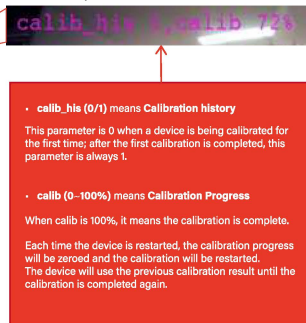 calib_his 0,calib 72%
• calib_his (0/1) means Calibration history
This parameter is 0 when a device is being calibrated for
the first time; after the first calibration is completed, this
parameter is always 1.
• calib (0–100%) means Calibration Progress
When calib is 100%, it means the calibration is complete.
Each time the device is restarted, the calibration progress
will be zeroed and the calibration will be restarted.
The device will use the previous calibration result until the
calibration is completed again.